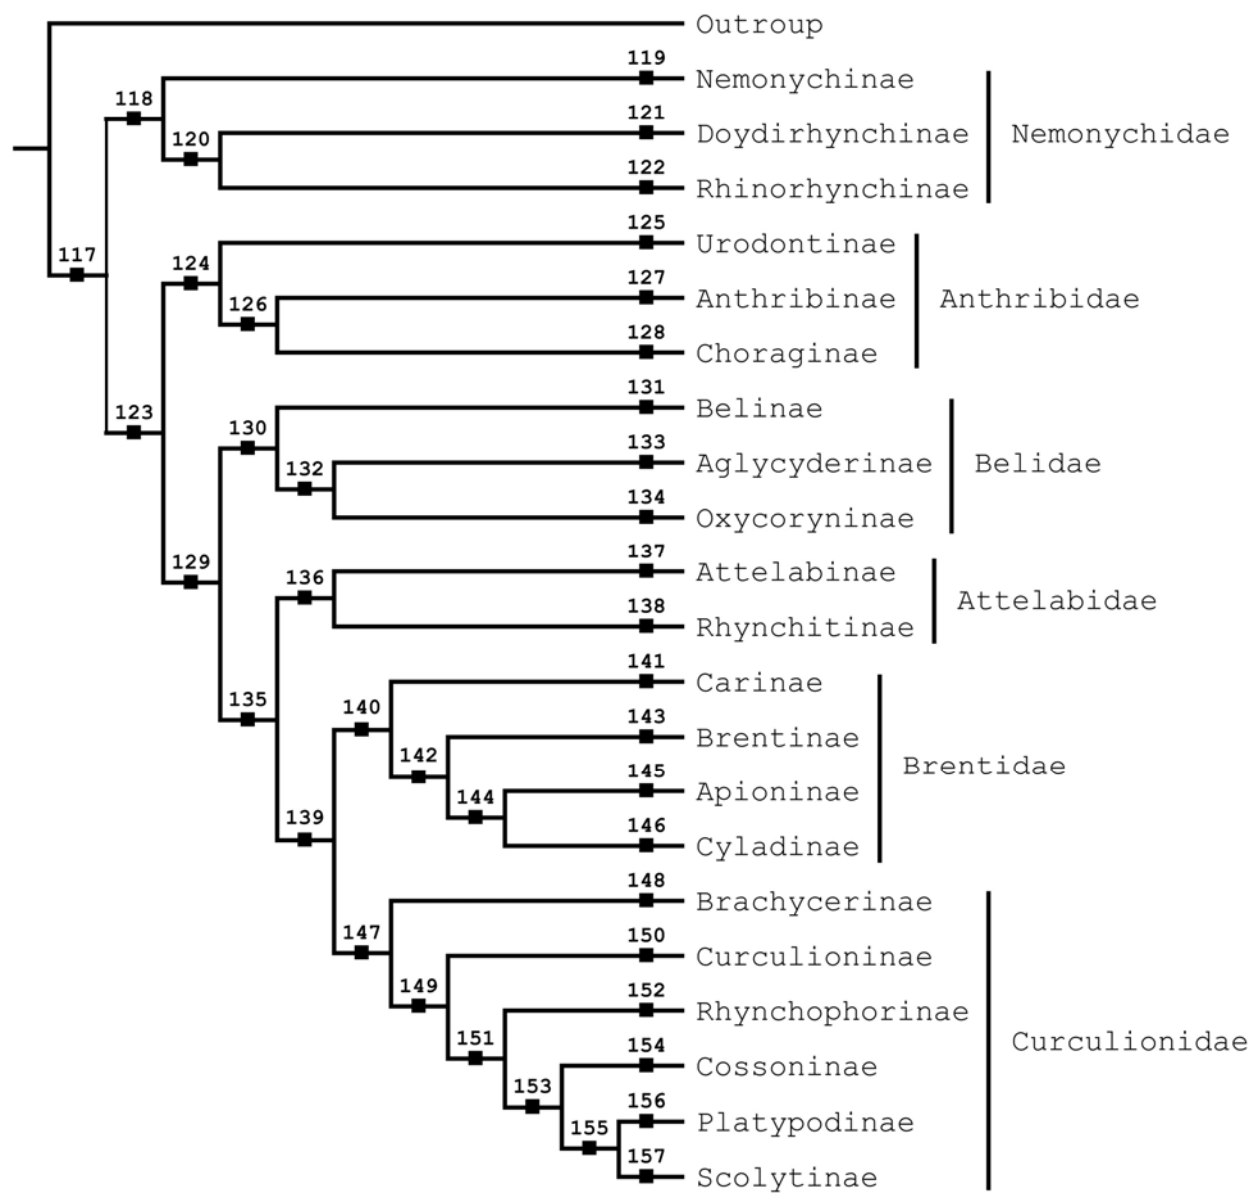 Outroup
119
Nemonychinae
118
121
Doydirhynchinae
Nemonychidae
120
122
Rhinorhynchinae
125
Urodontinae
117
124
127
Anthribinae
Anthribidae
126
128
Choraginae
131
Belinae
123
130
133
Aglycyderinae
Belidae
132
134
Oxycoryninae
129
137
Attelabinae
136
Attelabidae
138
Rhynchitinae
141
Carinae
135
140
143
Brentinae
142
Brentidae
145
Apioninae
144
139
146
Cyladinae
148
Brachycerinae
147
150
Curculioninae
149
152
Rhynchophorinae
151
Curculionidae
154
Cossoninae
153
156
Platypodinae
155
157
Scolytinae